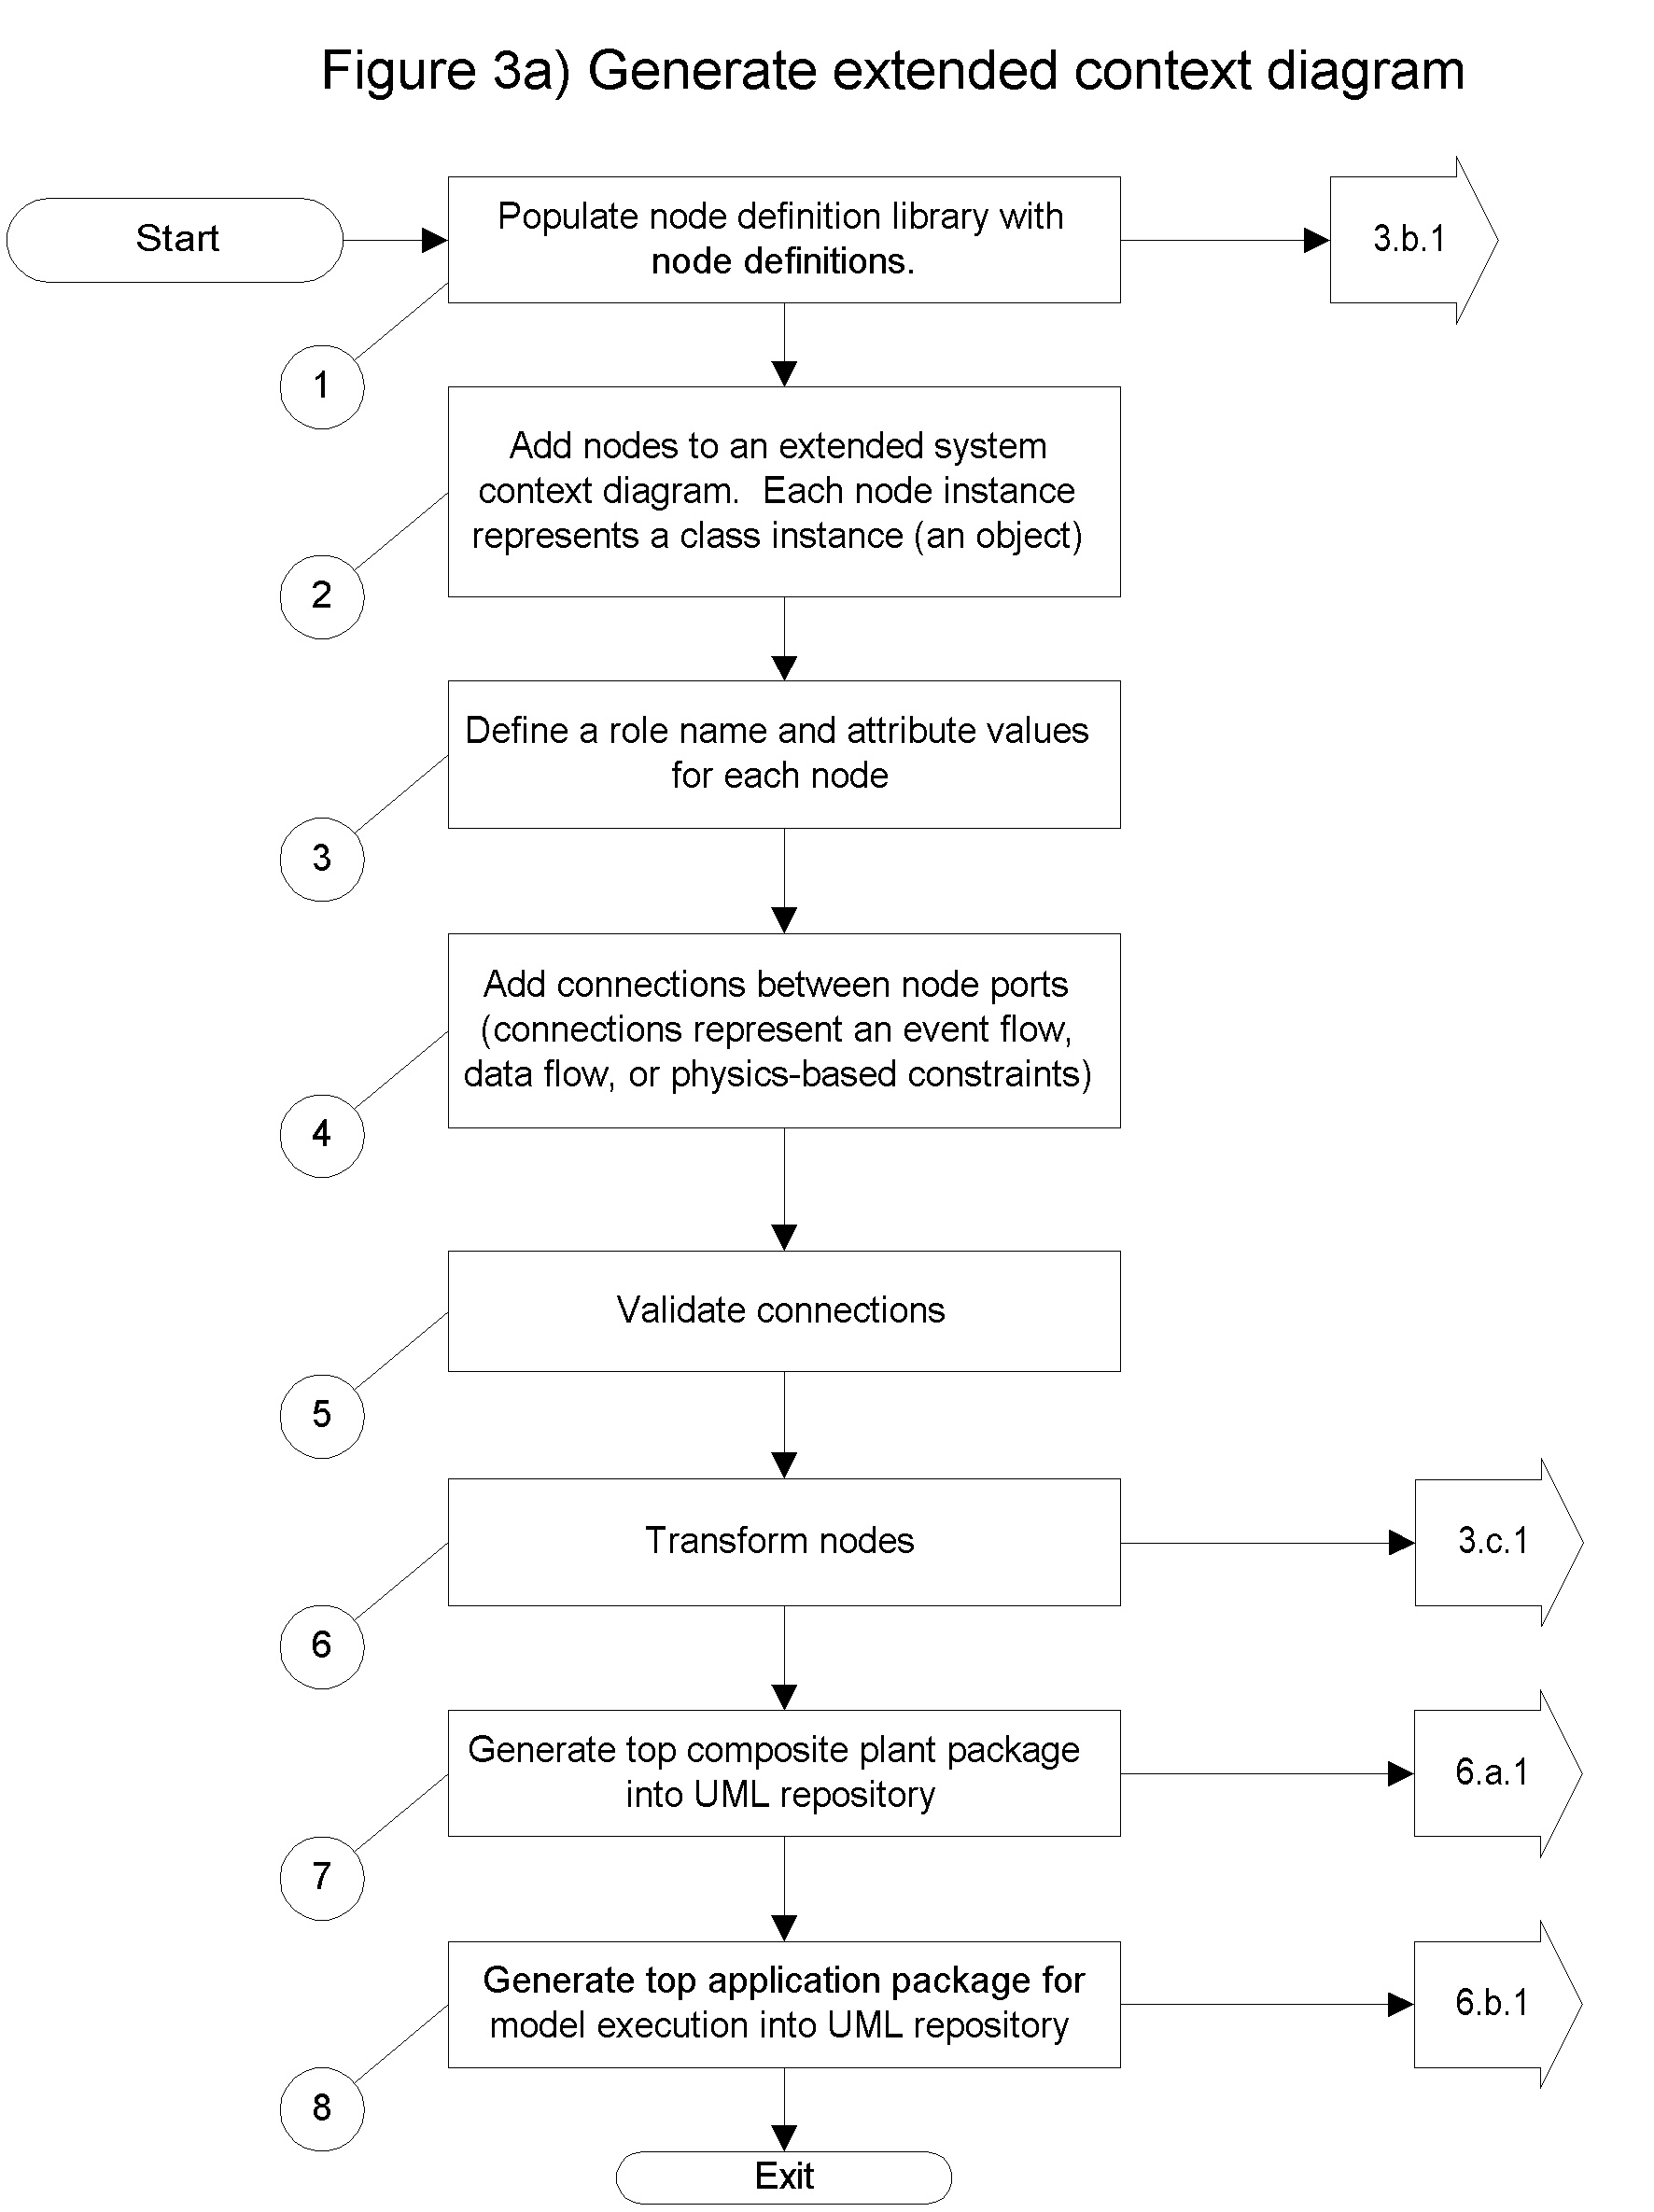 Figure 3a) Generate extended context diagram
Start
Populate node definition library with
node definitions.
3.b.1
1
Add nodes to an extended system
context diagram.  Each node instance
represents a class instance (an object)
2
Define a role name and attribute values
for each node
3
Add connections between node ports
(connections represent an event flow,
data flow, or physics-based constraints)
4
Validate connections
5
Transform nodes
3.c.1
6
Generate top composite plant package
into UML repository
6.a.1
7
Generate top application package for
model execution into UML repository
6.b.1
8
Exit